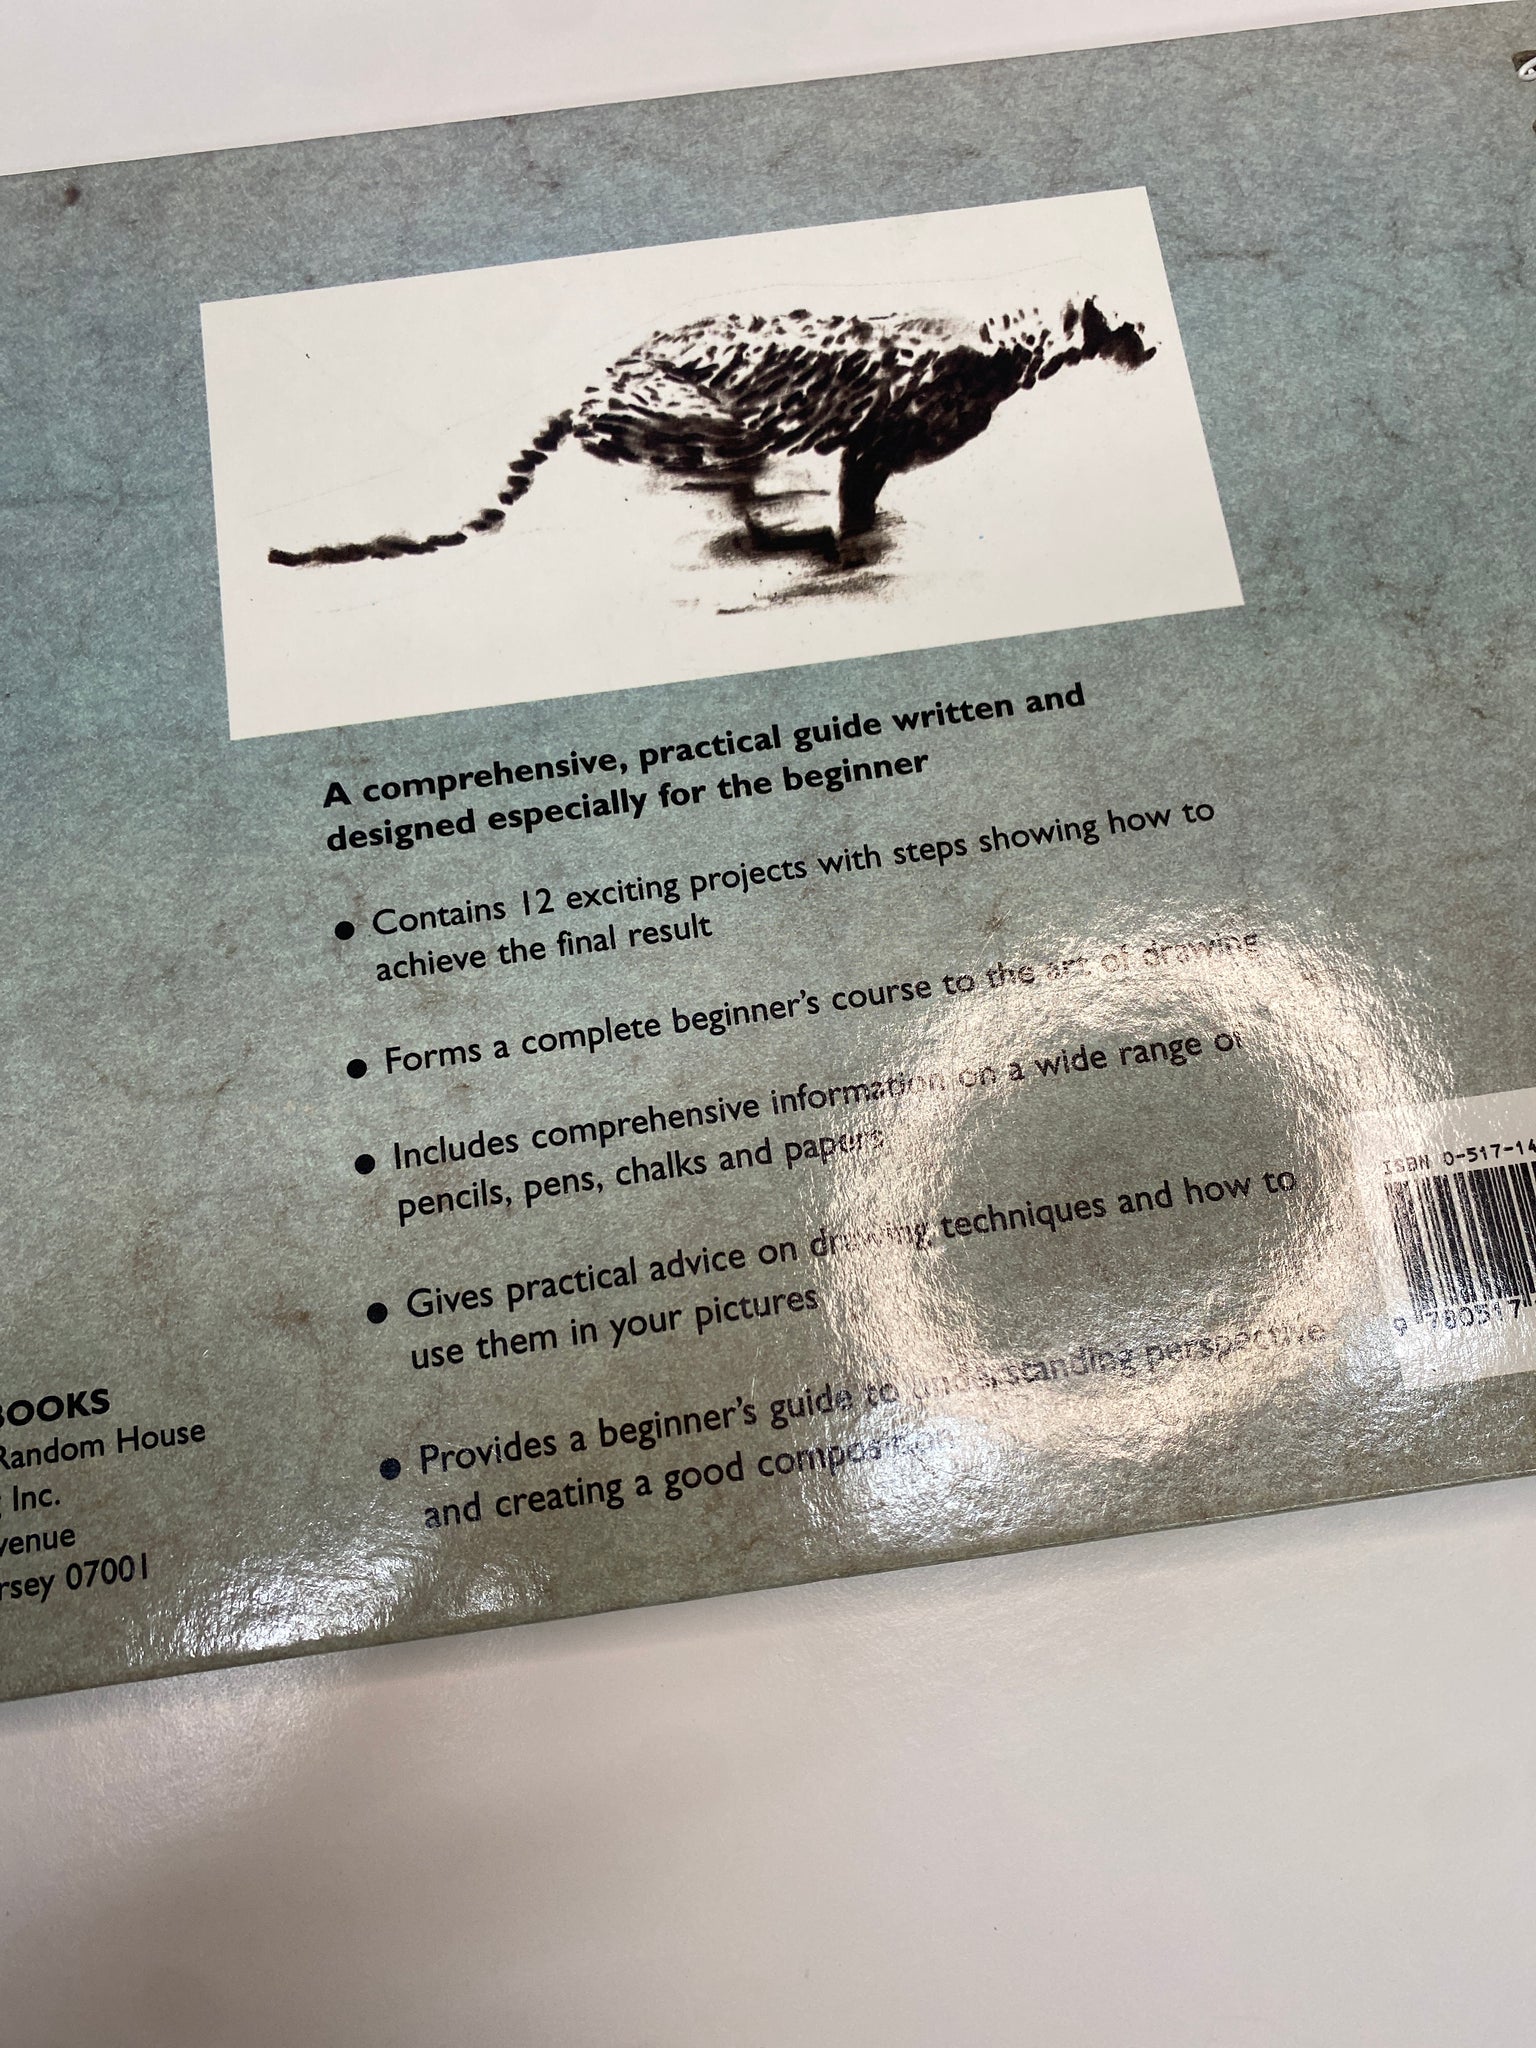 A comprehensive, practical guide written and
designed especially for the beginner
● Contains 12 exciting projects with steps showing how to
achieve the final result
● Forms a complete beginner's course to the art of drawing
● Includes comprehensive information on a wide range of
pencils, pens, chalks and papers
● Gives practical advice on drawing techniques and how to
use them in your pictures
● Provides a beginner's guide to understanding perspective
and creating a good composition
BOOKS
Random House
Inc.
venue
rsey 07001
ISBN 0-517-14
9 780517